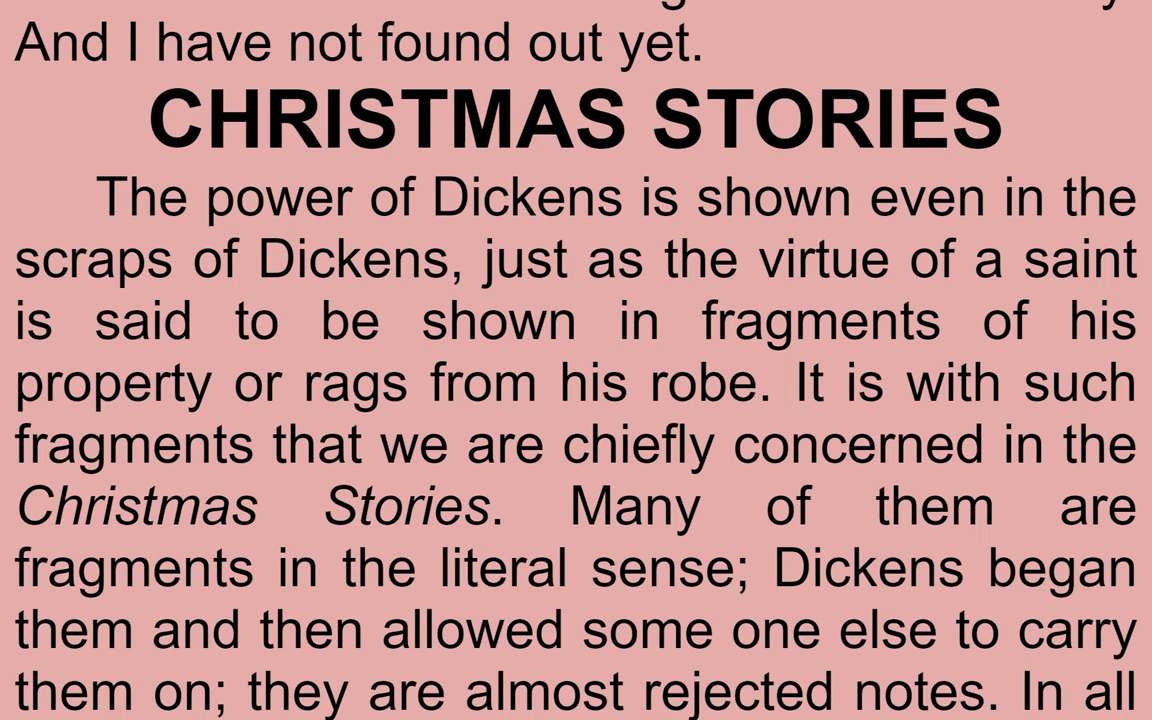 And I have not found out yet.
CHRISTMAS STORIES
The power of Dickens is shown even in the
scraps of Dickens, just as the virtue of a saint
is said to be shown in fragments of his
property or rags from his robe. It is with such
fragments that we are chiefly concerned in the
Christmas Stories. Many of them are
fragments in the literal sense; Dickens began
them and then allowed some one else to carry
them on; they are almost rejected notes. In all